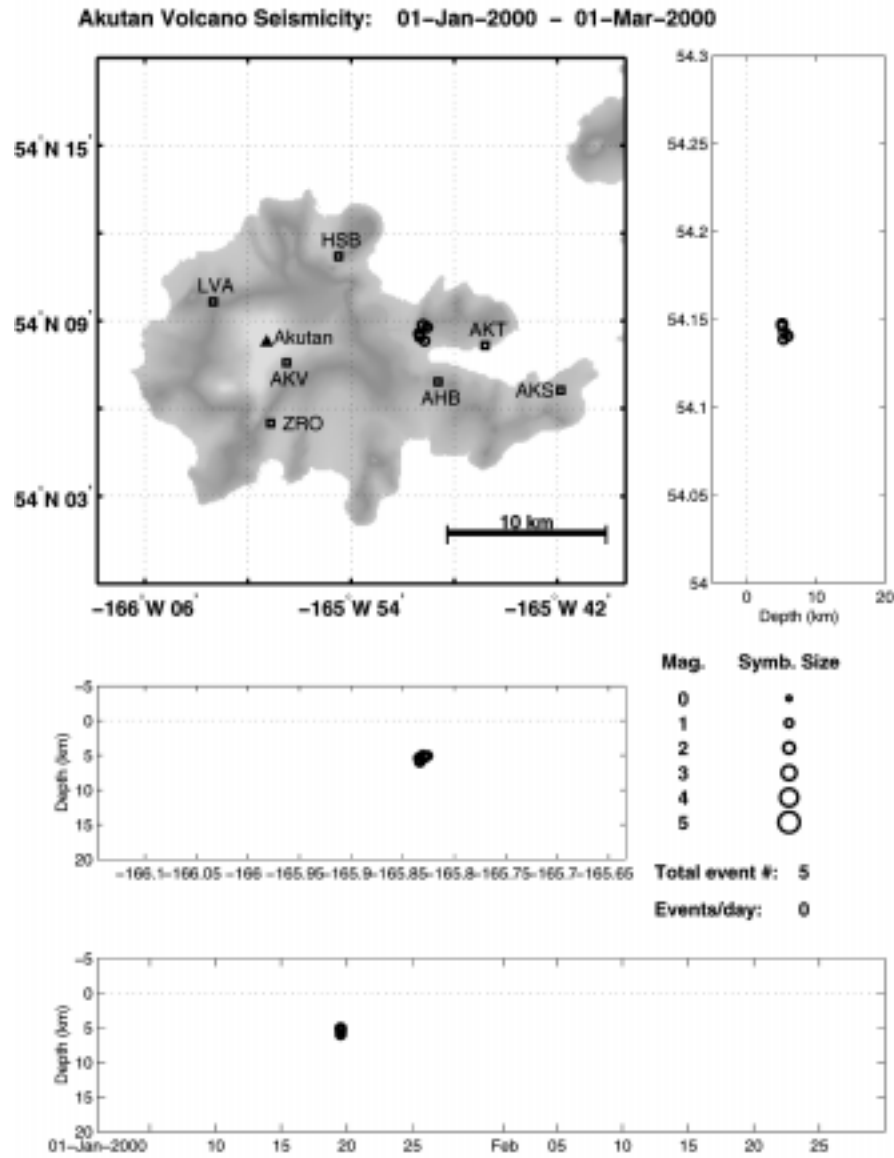 Akutan Volcano Seismicity: 01-Jan-2000 - 01-Mar-2000
54.3
54°N 15'
54.25
HSB
54.2
LVA
54°N 09'
54.15
Akutan
AKT
AKV
AHB
AKS
54.1
ZRO
54°N 03'
54.05
10 km
54
-166°W 06' -165°W 54' -165°W 42'
0 10 20
Depth (km)
Mag. Symb. Size
0
1
2
3
4
5
-5
0
5
10
15
20
Depth (km)
-166.1 -166.05 -166 -165.95 -165.9 -165.85 -165.8 -165.75 -165.7 -165.65
Total event #: 5
Events/day: 0
-5
0
5
10
15
20
Depth (km)
01-Jan-2000 10 15 20 25 Feb 05 10 15 20 25